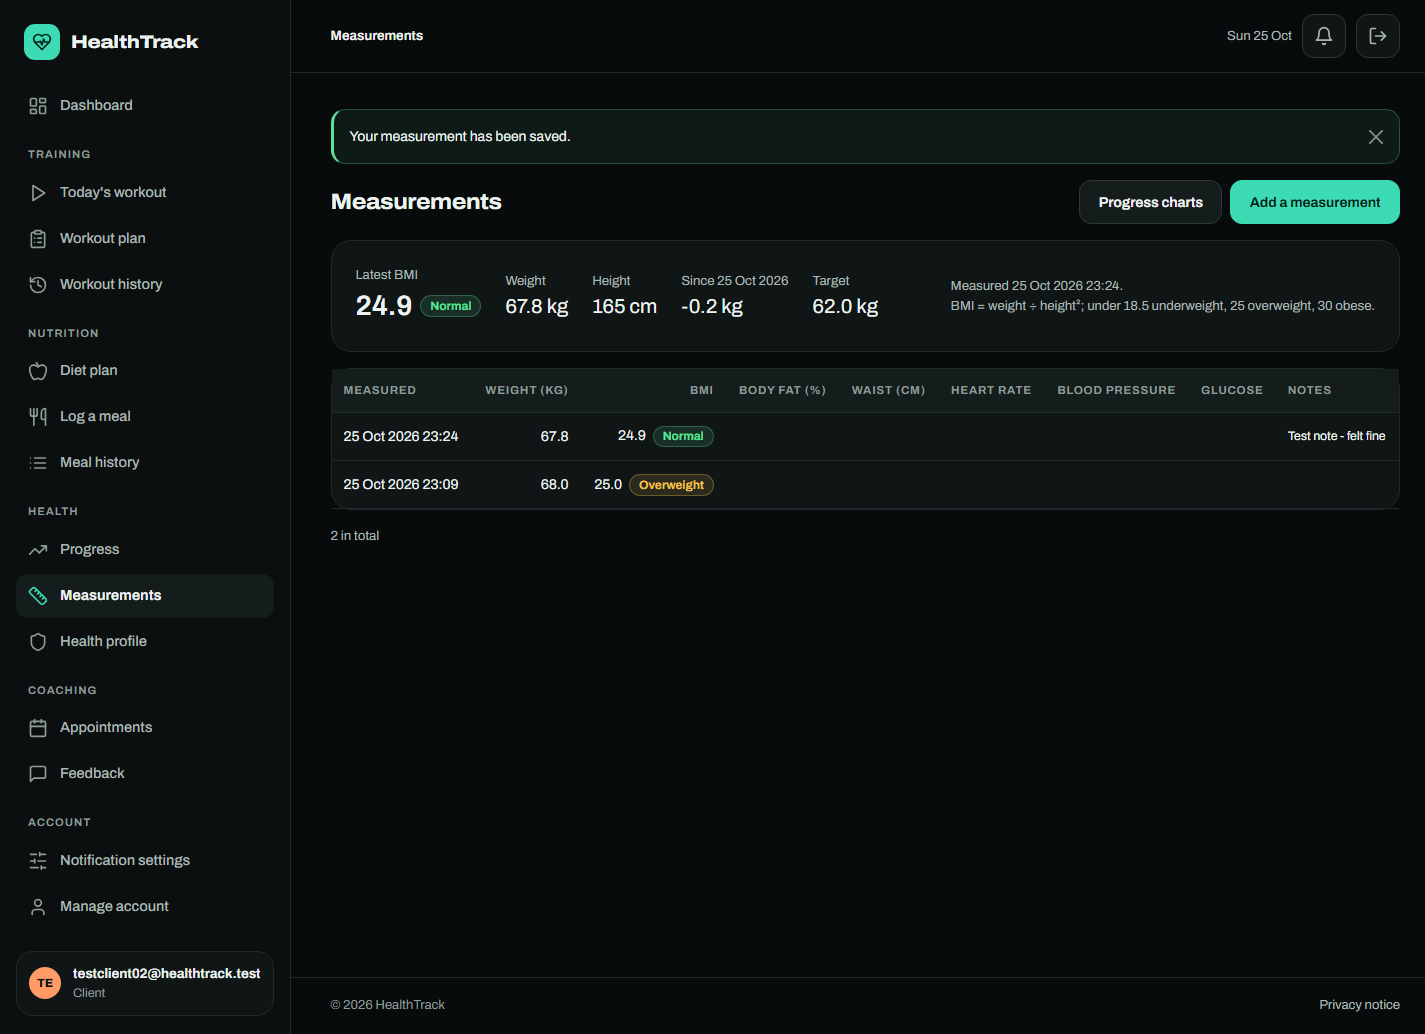 HealthTrack
Dashboard
TRAINING
Today's workout
Workout plan
Workout history
NUTRITION
Diet plan
Log a meal
Meal history
HEALTH
Progress
Measurements
Health profile
COACHING
Appointments
Feedback
ACCOUNT
Notification settings
Manage account
TE
testclient02@healthtrack.test
Client
Measurements
Sun 25 Oct
Your measurement has been saved.
Measurements
Progress charts
Add a measurement
Latest BMI
24.9 Normal
Weight
67.8 kg
Height
165 cm
Since 25 Oct 2026
-0.2 kg
Target
62.0 kg
Measured 25 Oct 2026 23:24.
BMI = weight ÷ height²; under 18.5 underweight, 25 overweight, 30 obese.
MEASURED WEIGHT (KG) BMI BODY FAT (%) WAIST (CM) HEART RATE BLOOD PRESSURE GLUCOSE NOTES
25 Oct 2026 23:24 67.8 24.9 Normal Test note - felt fine
25 Oct 2026 23:09 68.0 25.0 Overweight
2 in total
© 2026 HealthTrack
Privacy notice